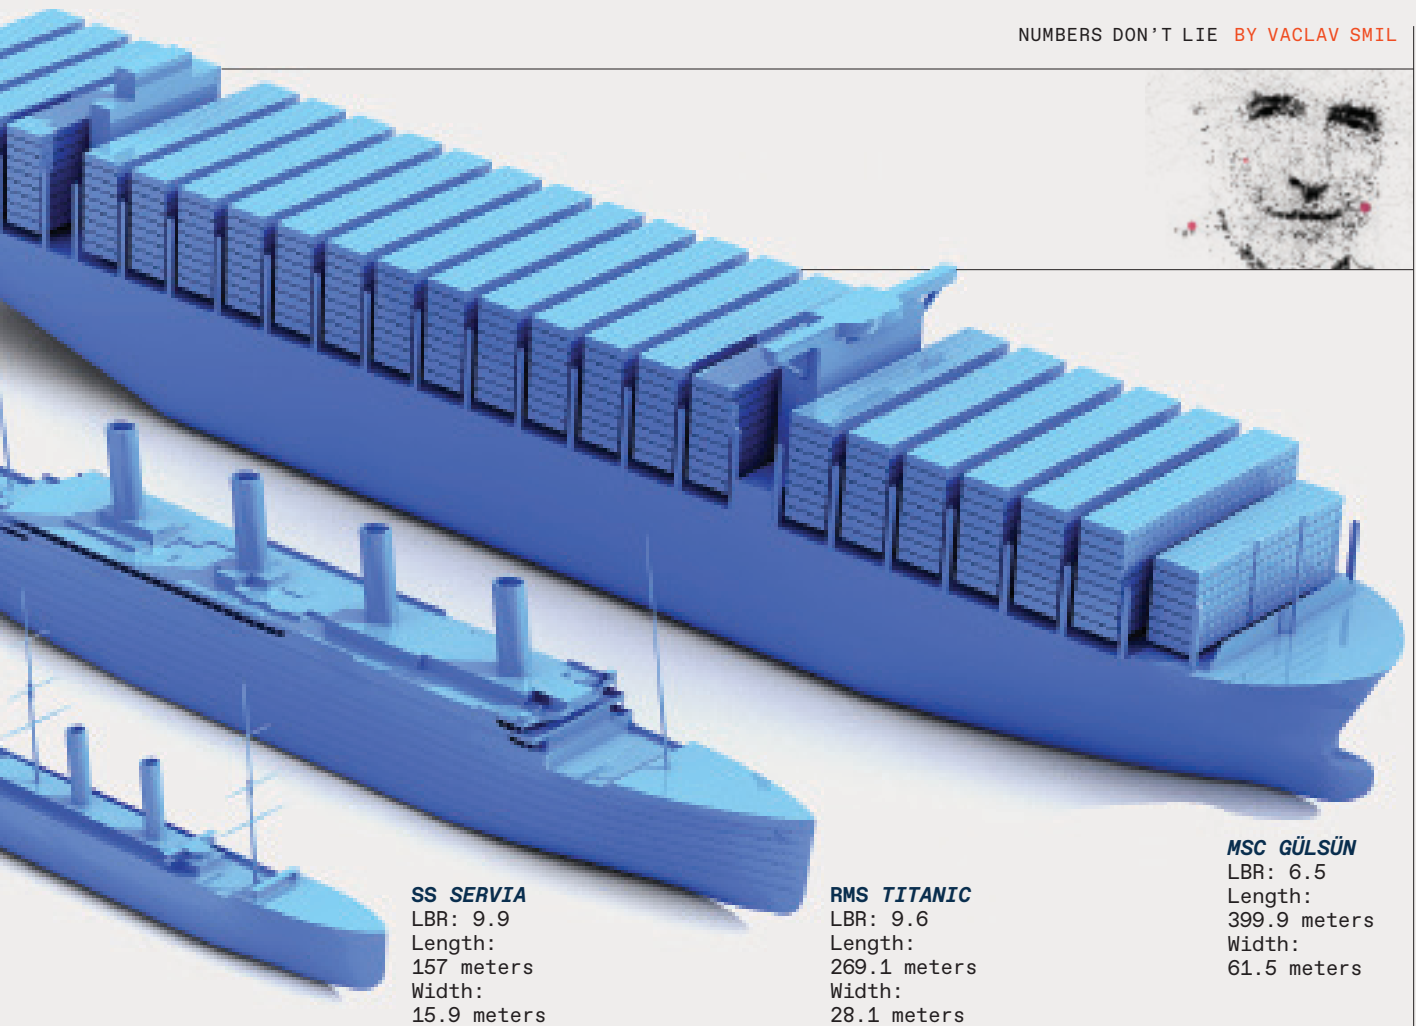 NUMBERS DON'T LIE BY VACLAV SMIL
SS SERVIA
LBR: 9.9
Length:
157 meters
Width:
15.9 meters
RMS TITANIC
LBR: 9.6
Length:
269.1 meters
Width:
28.1 meters
MSC GÜLSÜN
LBR: 6.5
Length:
399.9 meters
Width:
61.5 meters